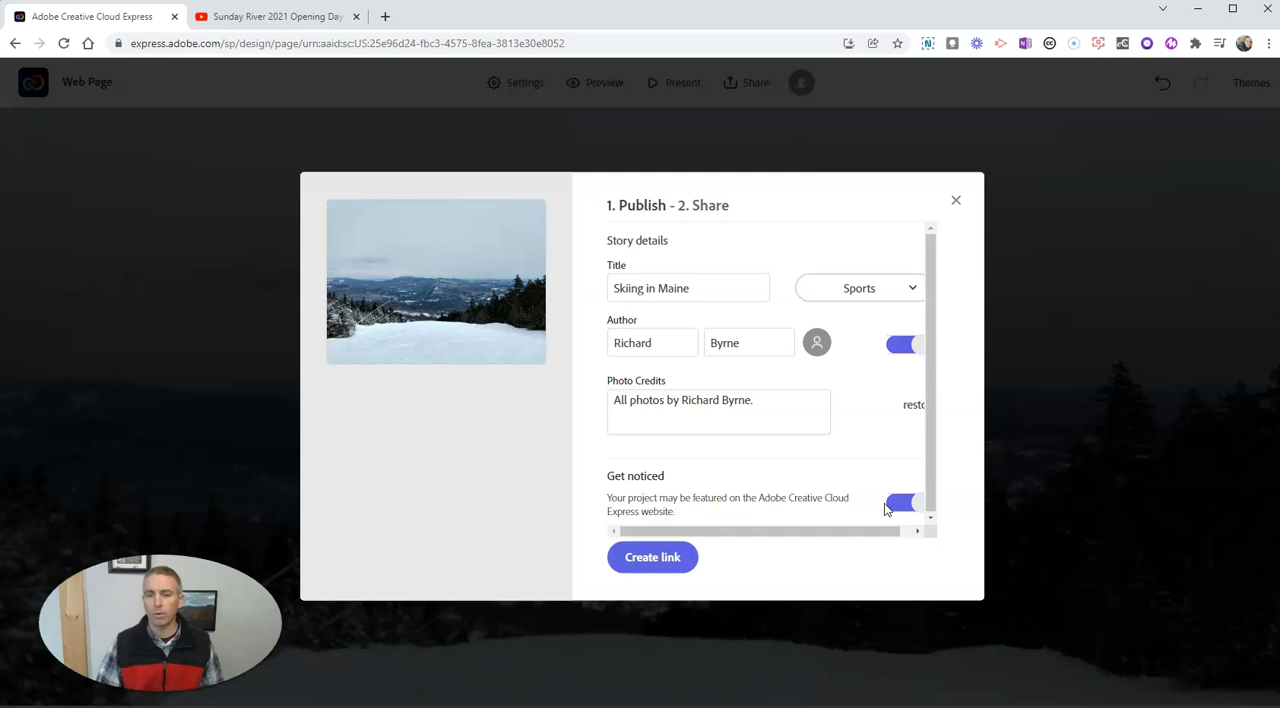 Adobe Creative Cloud Express
Sunday River 2021 Opening Day
express.adobe.com/sp/design/page/urn:aaid:sc:US:25e96d24-fbc3-4575-8fea-3813e30e8052
Web Page
Settings
Preview
Present
Share
Themes
1. Publish - 2. Share
Story details
Title
Skiing in Maine
Sports
Author
Richard
Byrne
Photo Credits
All photos by Richard Byrne.
resto
Get noticed
Your project may be featured on the Adobe Creative Cloud
Express website.
Create link